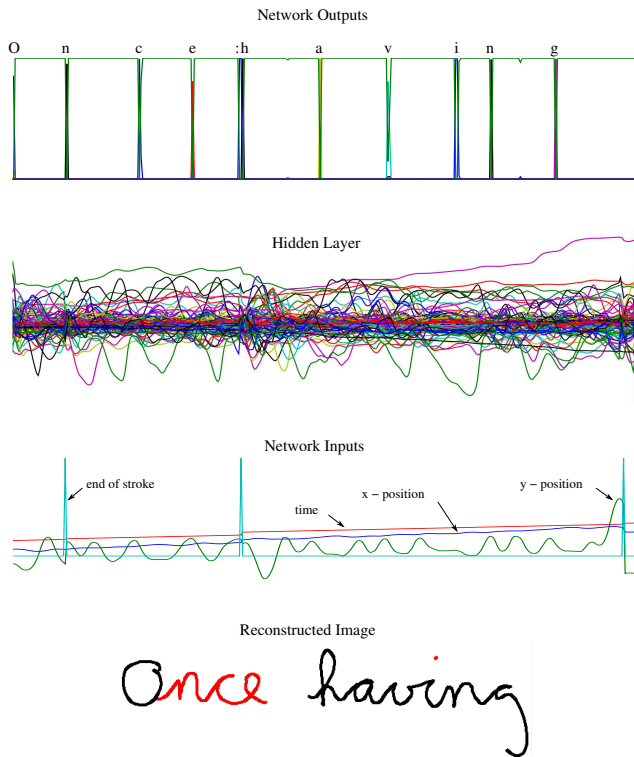 Network Outputs
O n c e :h a v i n g
Hidden Layer
Network Inputs
end of stroke
time
x − position
y − position
Reconstructed Image
Once having